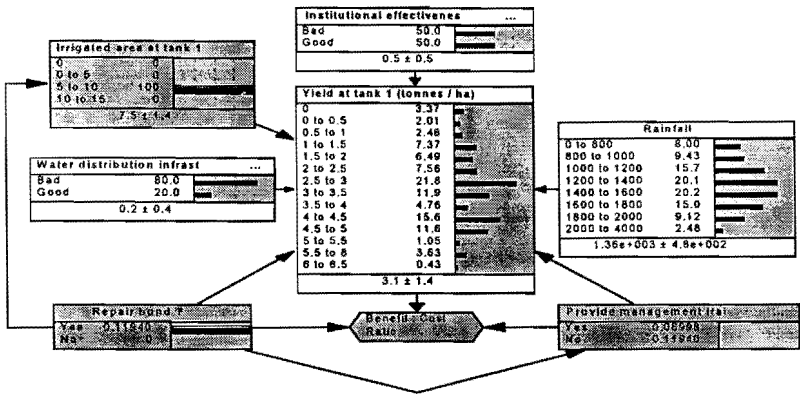 Institutional effectivenes ...
Bad 50.0
Good 50.0
0.5 ± 0.5
Irrigated area at tank 1
0 0
0 to 5 0
5 to 10 100
10 to 15 0
7.5 ± 1.4
Yield at tank 1 (tonnes / ha)
0 3.37
0 to 0.5 2.01
0.5 to 1 2.48
1 to 1.5 7.37
1.5 to 2 6.49
2 to 2.5 7.56
2.5 to 3 21.8
3 to 3.5 11.9
3.5 to 4 4.76
4 to 4.5 15.6
4.5 to 5 11.6
5 to 5.5 1.05
5.5 to 6 3.63
6 to 6.5 0.43
3.1 ± 1.4
Water distribution infrast ...
Bad 80.0
Good 20.0
0.2 ± 0.4
Rainfall
0 to 800 8.00
800 to 1000 9.43
1000 to 1200 15.7
1200 to 1400 20.1
1400 to 1600 20.2
1600 to 1800 15.0
1800 to 2000 9.12
2000 to 4000 2.48
1.36e+003 ± 4.8e+002
Repair bund ?
Yes 0.11940
No 0
Benefit : Cost
Ratio
Provide management trai
Yes 0.08998
No 0.11940